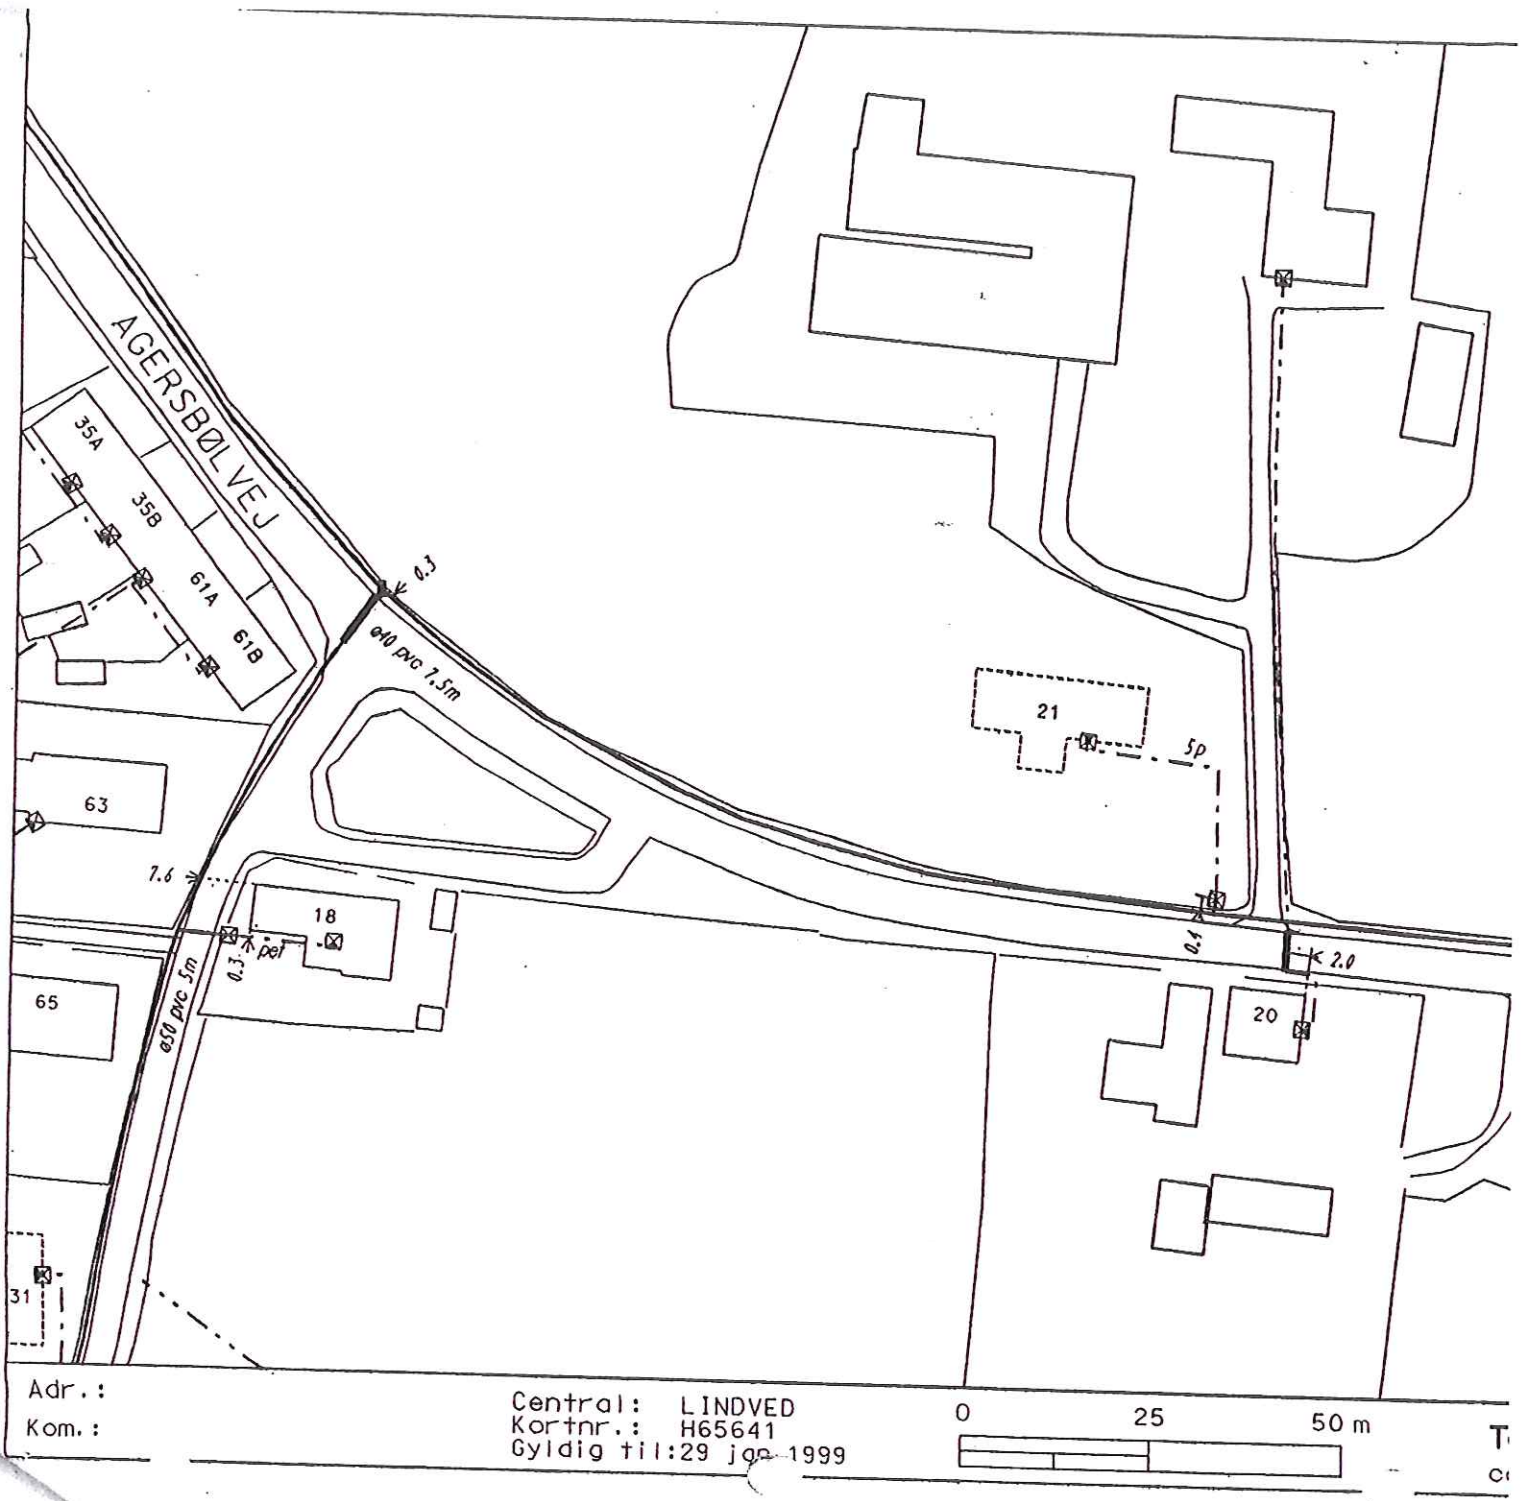 AGERSBØLVEJ
35A
35B
61A
61B
0.3
ø40 pvc 7.5m
21
5p
63
7.6
18
0.3
pet
ø50 pvc 5m
65
0.1
2.0
20
31
Adr.:
Kom.:
Central: LINDVED
Kortnr.: H65641
Gyldig til:29 jan 1999
0 25 50 m